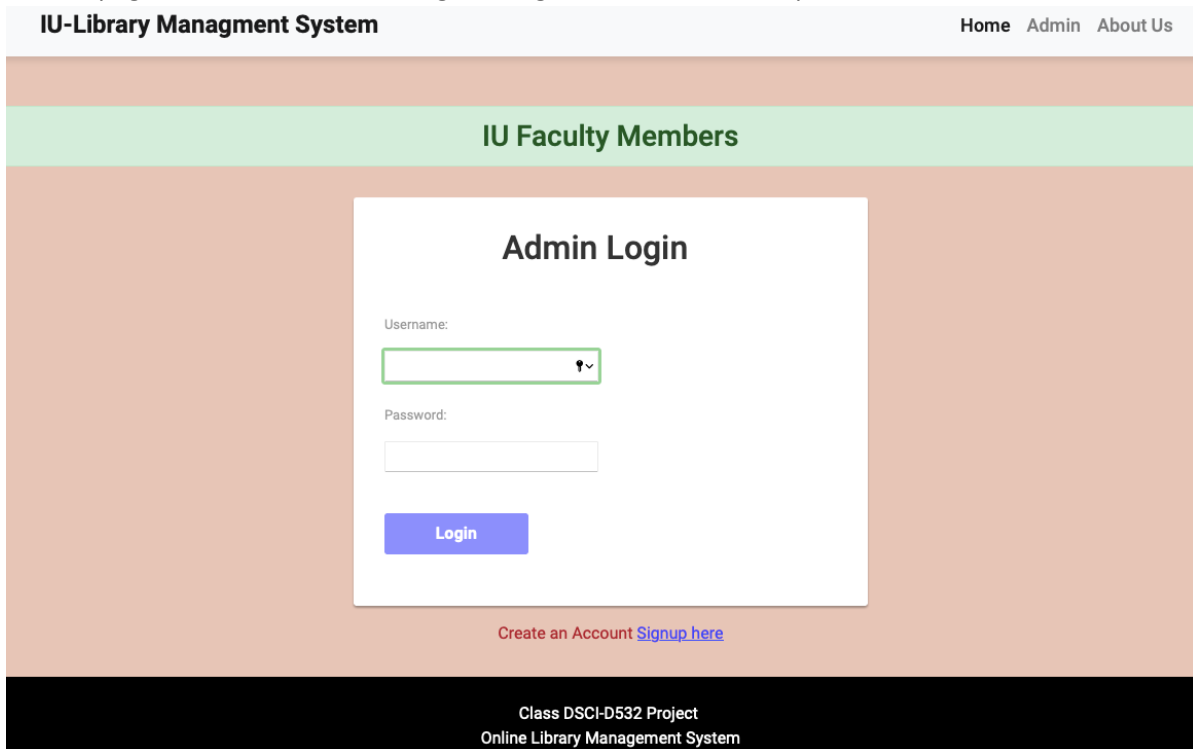 IU-Library Managment System Home Admin About Us
IU Faculty Members
Admin Login
Username:
Password:
Login
Create an Account Signup here
Class DSCI-D532 Project
Online Library Management System